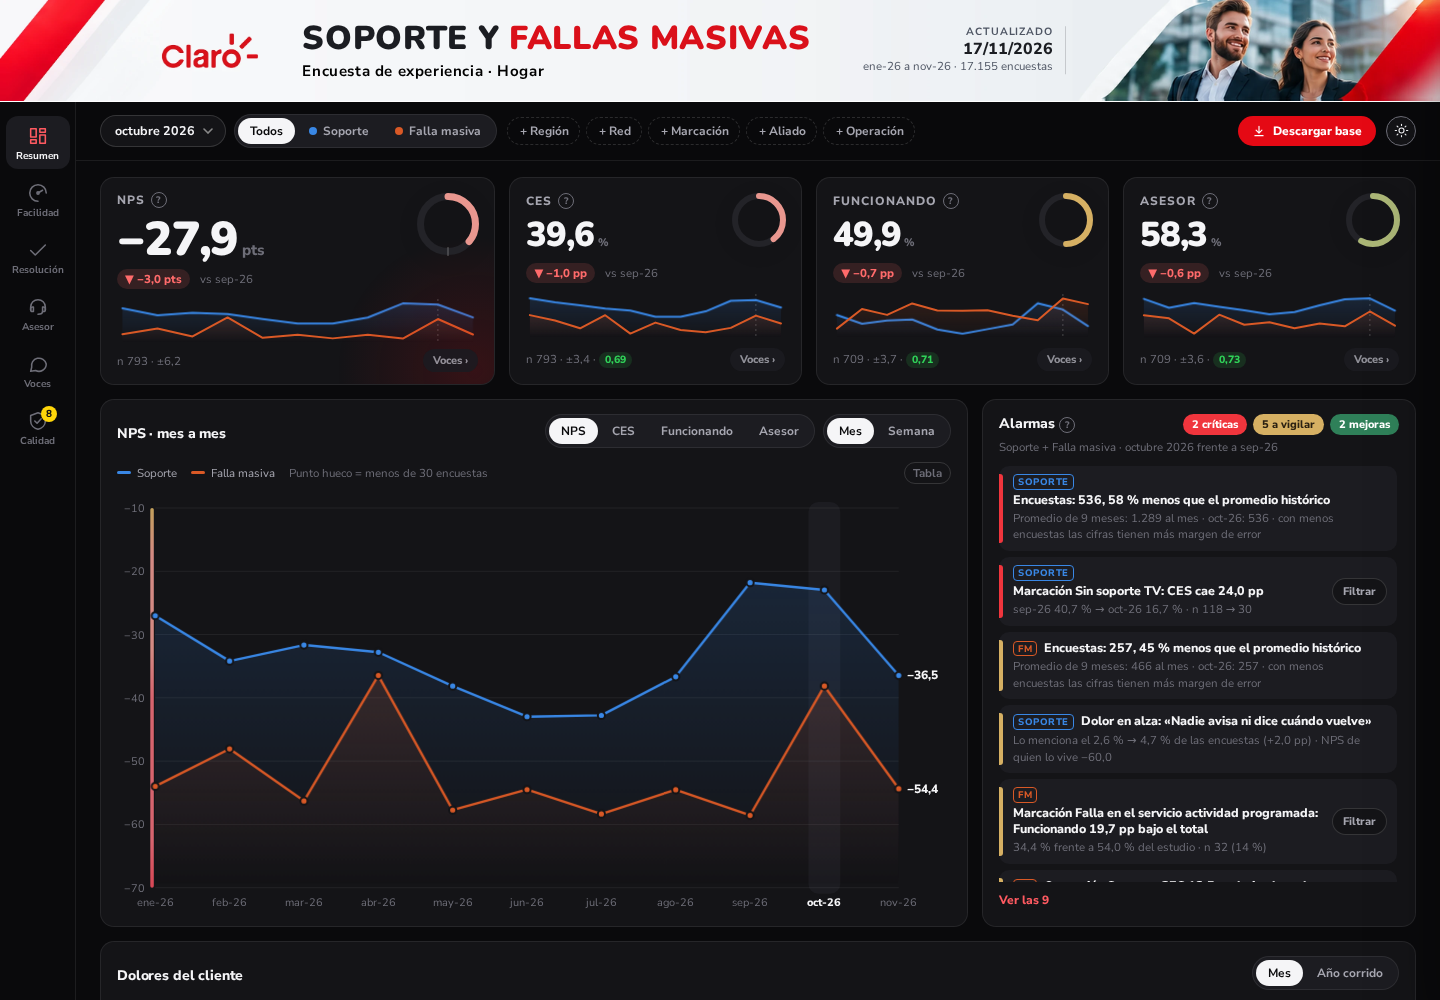 Claro
SOPORTE Y FALLAS MASIVAS
Encuesta de experiencia · Hogar
ACTUALIZADO
17/11/2026
ene-26 a nov-26 · 17.155 encuestas
Resumen
Facilidad
Resolución
Asesor
Voces
8
Calidad
octubre 2026
Todos
Soporte
Falla masiva
+ Región
+ Red
+ Marcación
+ Aliado
+ Operación
Descargar base
NPS ?
−27,9 pts
▼ −3,0 pts vs sep-26
n 793 · ±6,2
Voces ›
CES ?
39,6 %
▼ −1,0 pp vs sep-26
n 793 · ±3,4 · 0,69
Voces ›
FUNCIONANDO ?
49,9 %
▼ −0,7 pp vs sep-26
n 709 · ±3,7 · 0,71
Voces ›
ASESOR ?
58,3 %
▼ −0,6 pp vs sep-26
n 709 · ±3,6 · 0,73
Voces ›
NPS · mes a mes
NPS
CES
Funcionando
Asesor
Mes
Semana
Soporte
Falla masiva
Punto hueco = menos de 30 encuestas
Tabla
−10
−20
−30
−40
−50
−60
−70
−36,5
−54,4
ene-26
feb-26
mar-26
abr-26
may-26
jun-26
jul-26
ago-26
sep-26
oct-26
nov-26
Alarmas ?
2 críticas
5 a vigilar
2 mejoras
Soporte + Falla masiva · octubre 2026 frente a sep-26
SOPORTE
Encuestas: 536, 58 % menos que el promedio histórico
Promedio de 9 meses: 1.289 al mes · oct-26: 536 · con menos
encuestas las cifras tienen más margen de error
SOPORTE
Marcación Sin soporte TV: CES cae 24,0 pp
sep-26 40,7 % → oct-26 16,7 % · n 118 → 30
Filtrar
FM Encuestas: 257, 45 % menos que el promedio histórico
Promedio de 9 meses: 466 al mes · oct-26: 257 · con menos
encuestas las cifras tienen más margen de error
SOPORTE Dolor en alza: «Nadie avisa ni dice cuándo vuelve»
Lo menciona el 2,6 % → 4,7 % de las encuestas (+2,0 pp) · NPS de
quien lo vive −60,0
FM
Marcación Falla en el servicio actividad programada:
Funcionando 19,7 pp bajo el total
34,4 % frente a 54,0 % del estudio · n 32 (14 %)
Filtrar
Ver las 9
Dolores del cliente
Mes
Año corrido